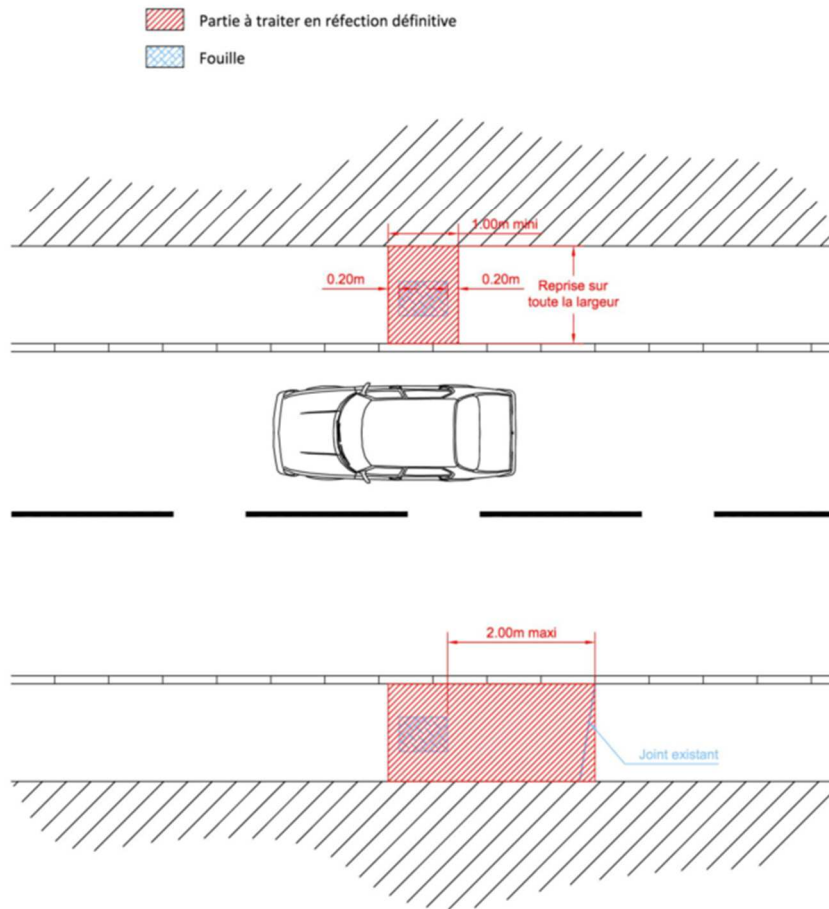 Partie à traiter en réfection définitive
Fouille
1.00m mini
0.20m
0.20m
Reprise sur
toute la largeur
2.00m maxi
Joint existant